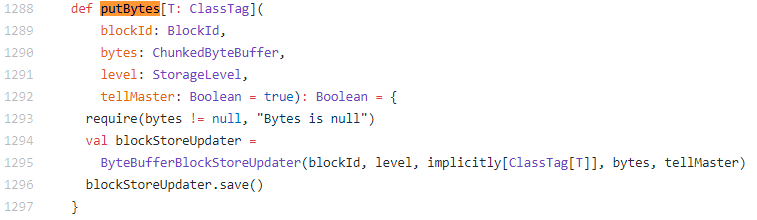 1288 def putBytes[T: ClassTag](
1289 blockId: BlockId,
1290 bytes: ChunkedByteBuffer,
1291 level: StorageLevel,
1292 tellMaster: Boolean = true): Boolean = {
1293 require(bytes != null, "Bytes is null")
1294 val blockStoreUpdater =
1295 ByteBufferBlockStoreUpdater(blockId, level, implicitly[ClassTag[T]], bytes, tellMaster)
1296 blockStoreUpdater.save()
1297 }